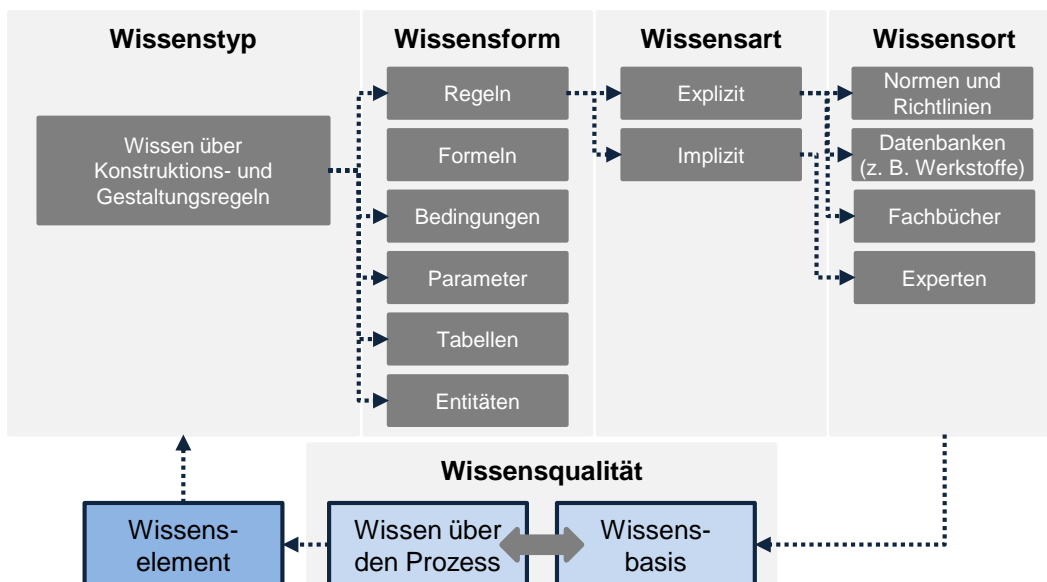 Wissenstyp
Wissensform
Wissensart
Wissensort
Wissen über
Konstruktions- und
Gestaltungsregeln
Regeln
Formeln
Bedingungen
Parameter
Tabellen
Entitäten
Explizit
Implizit
Normen und
Richtlinien
Datenbanken
(z. B. Werkstoffe)
Fachbücher
Experten
Wissensqualität
Wissens-
element
Wissen über
den Prozess
Wissens-
basis